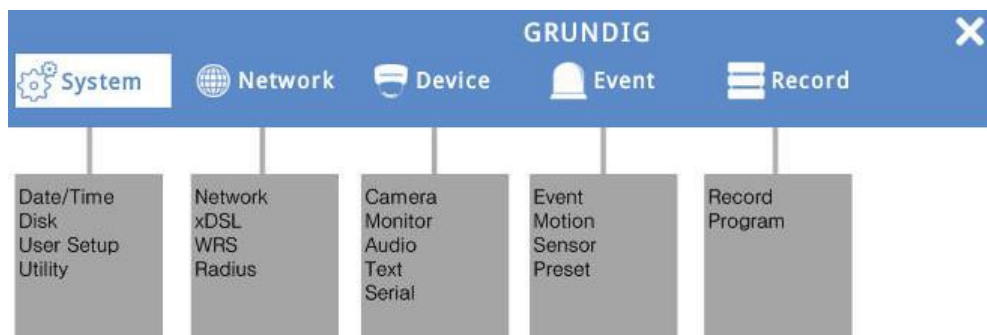 GRUNDIG
System
Network
Device
Event
Record
Date/Time
Disk
User Setup
Utility
Network
xDSL
WRS
Radius
Camera
Monitor
Audio
Text
Serial
Event
Motion
Sensor
Preset
Record
Program